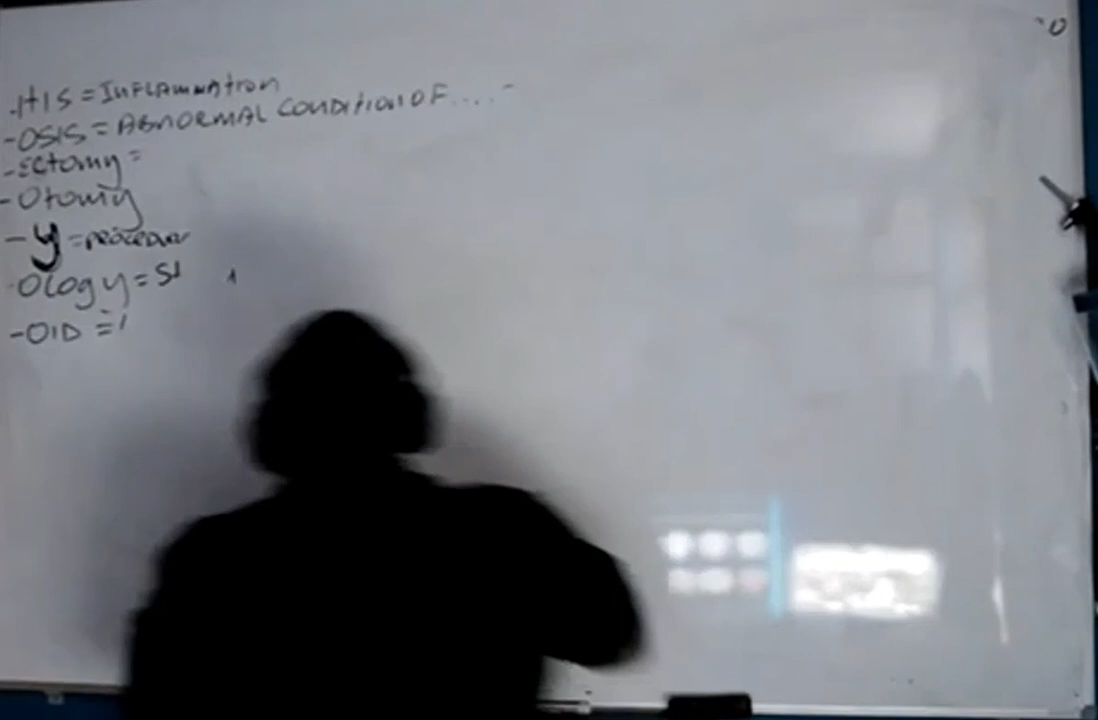 -ITIS = INFLAMMATION
-OSIS = ABNORMAL CONDITION OF....-
-Ectomy =
-Otomy
-y = procedure
Ology =
-OID =